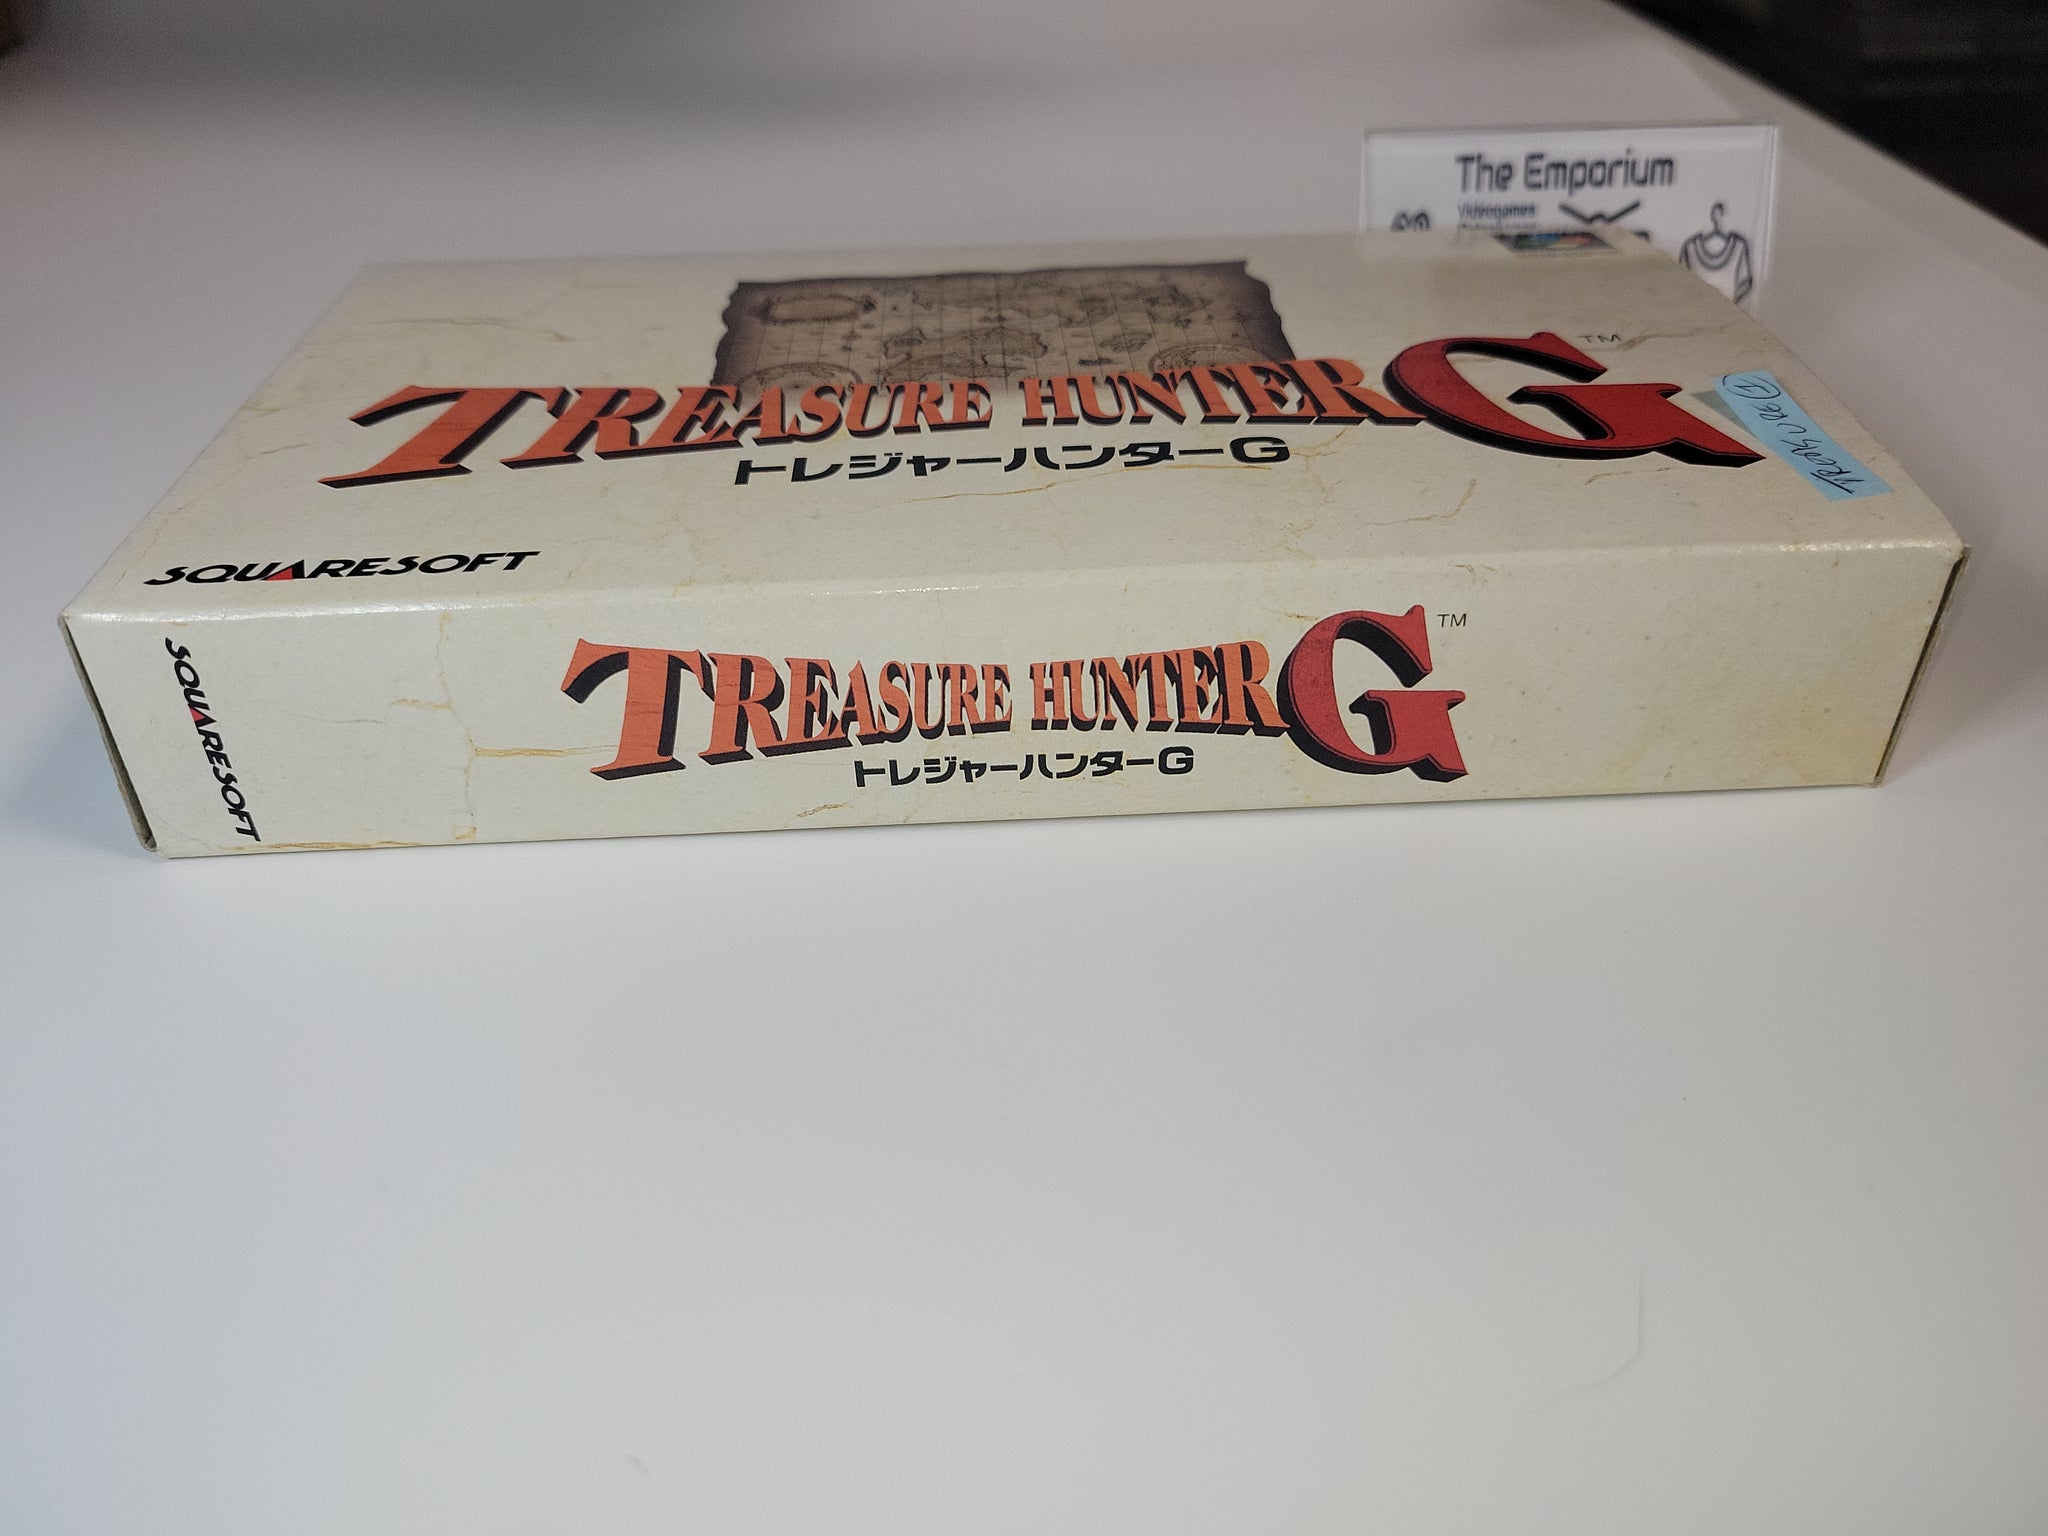 The Emporium
Videogames
TREASURE HUNTER G ™
トレジャーハンターG
SQUARESOFT
SQUARESOFT
TREASURE HUNTER G ™
トレジャーハンターG